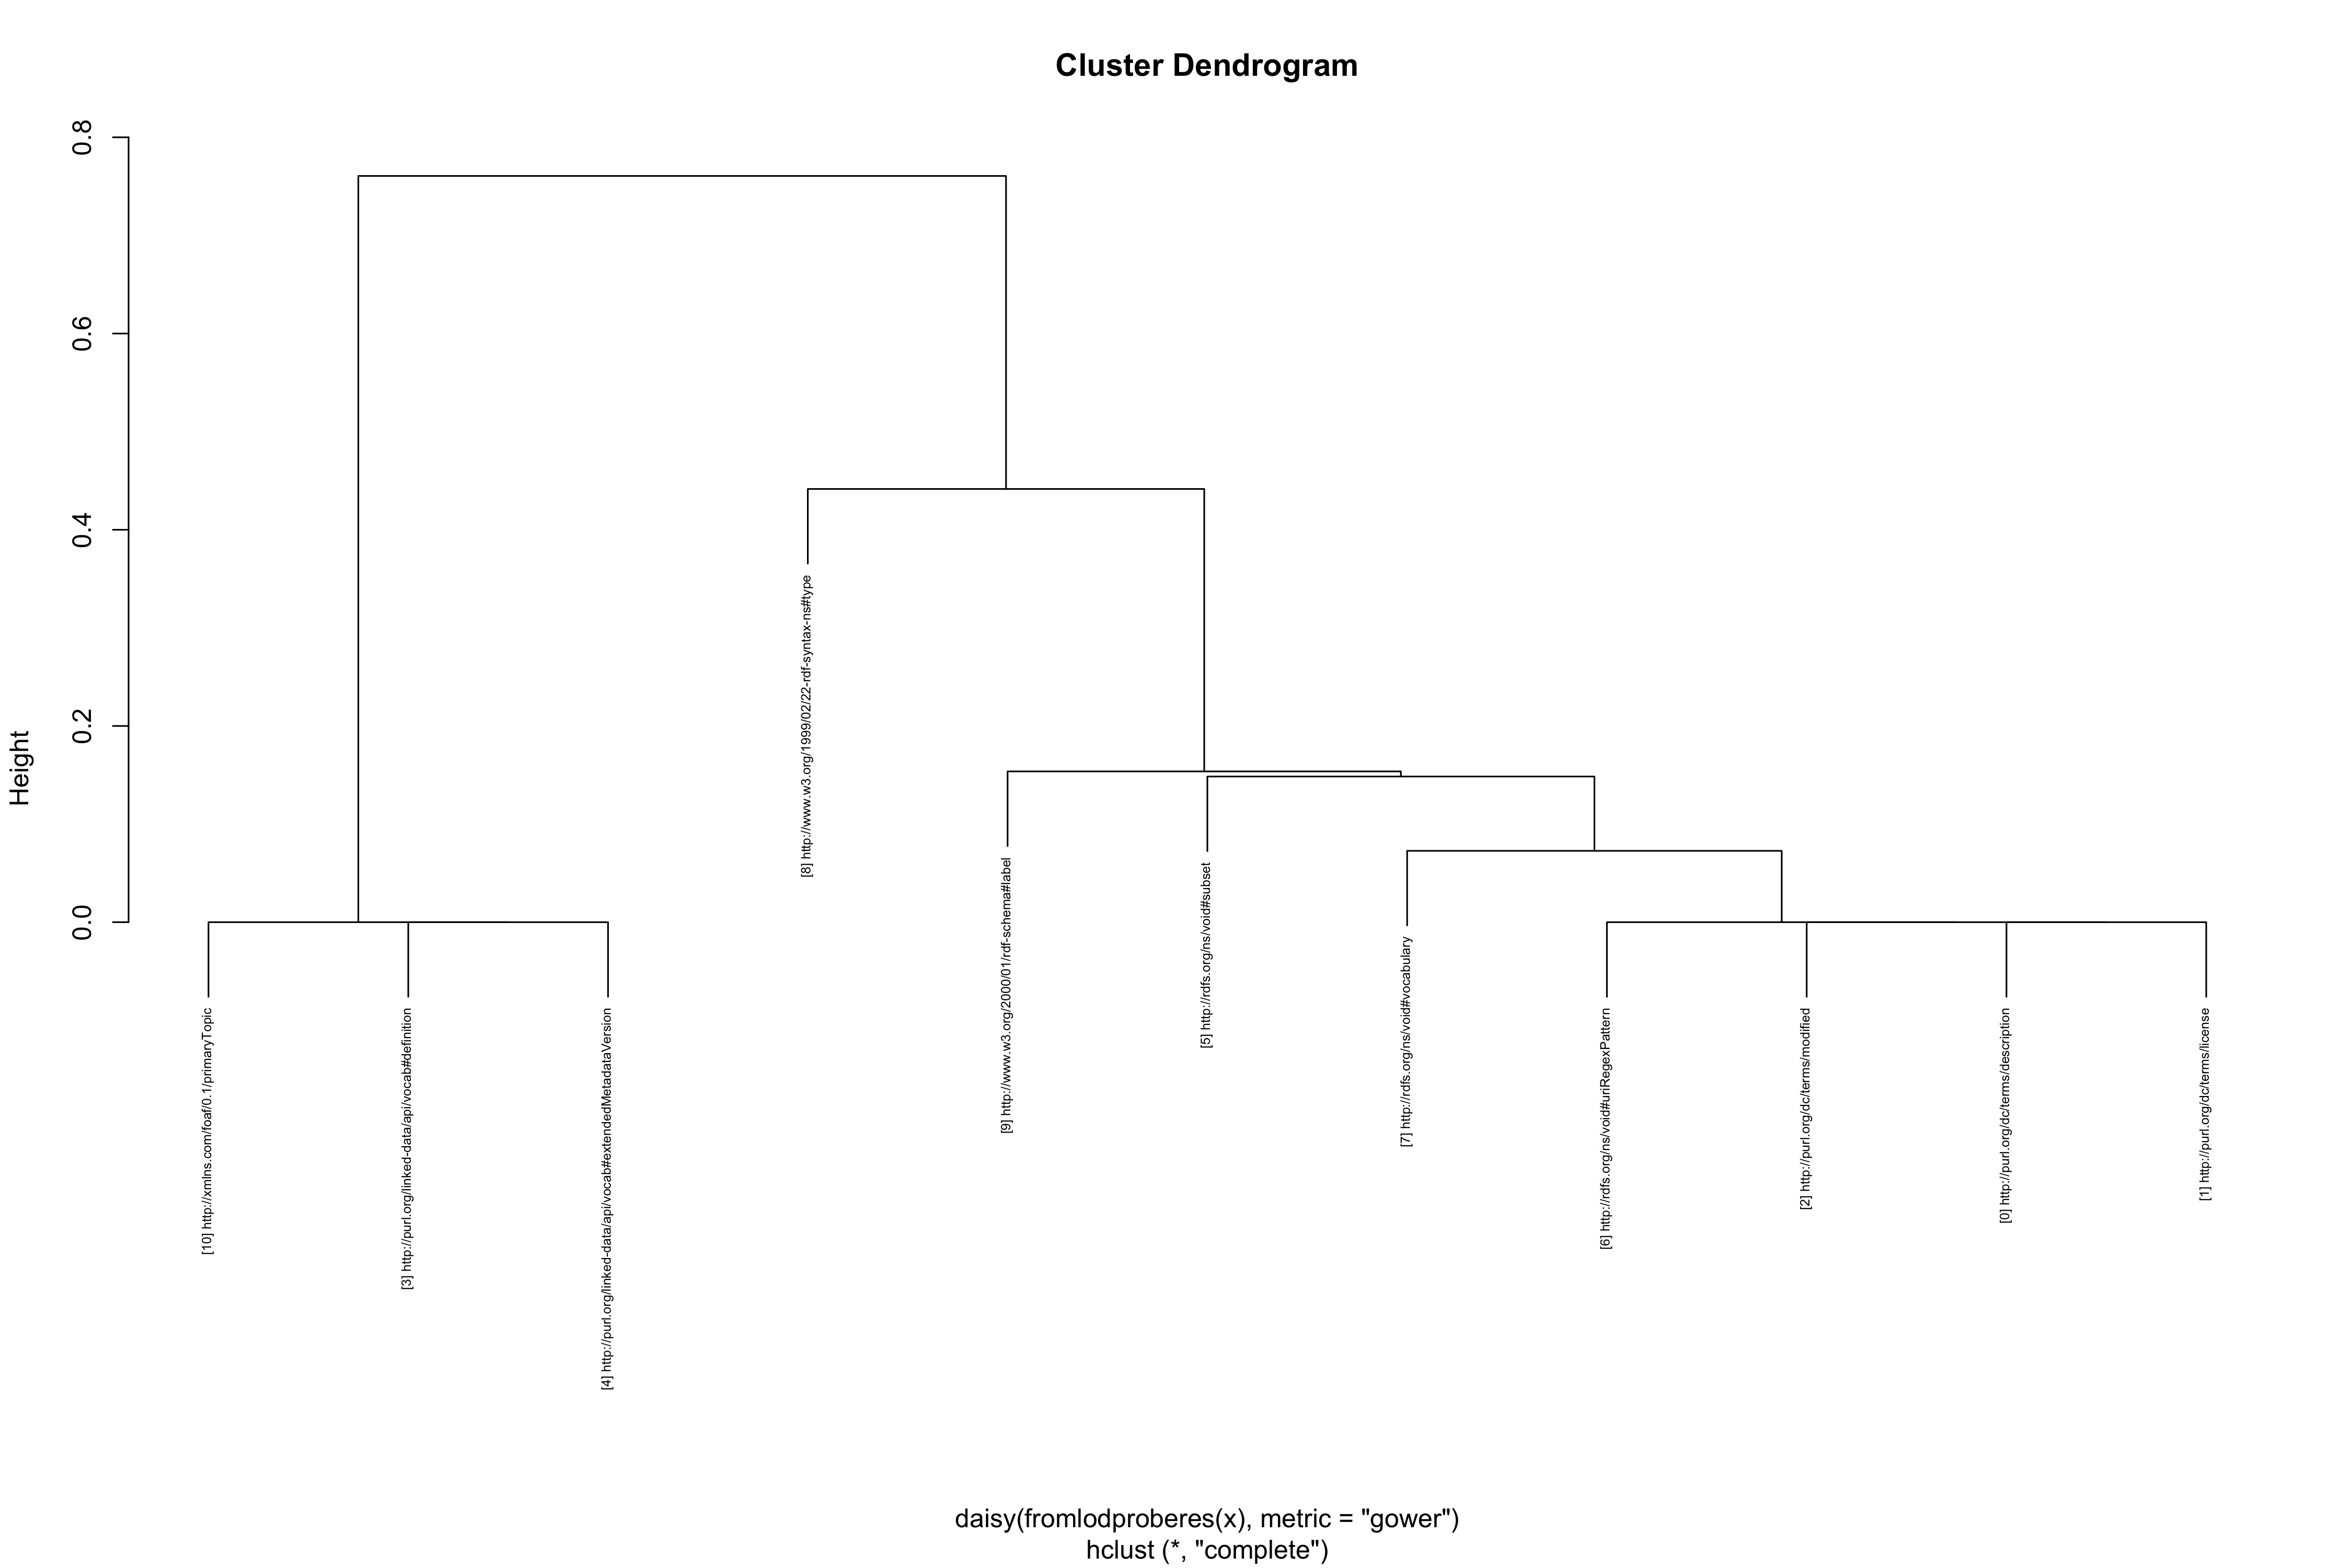 Cluster Dendrogram
0.8
0.6
0.4
0.2
0.0
Height
[10] http://xmlns.com/foaf/0.1/primaryTopic
[3] http://purl.org/linked-data/api/vocab#definition
[4] http://purl.org/linked-data/api/vocab#extendedMetadataVersion
[8] http://www.w3.org/1999/02/22-rdf-syntax-ns#type
[9] http://www.w3.org/2000/01/rdf-schema#label
[5] http://rdfs.org/ns/void#subset
[7] http://rdfs.org/ns/void#vocabulary
[6] http://rdfs.org/ns/void#uriRegexPattern
[2] http://purl.org/dc/terms/modified
[0] http://purl.org/dc/terms/description
[1] http://purl.org/dc/terms/license
daisy(fromlodproberes(x), metric = "gower")
hclust (*, "complete")